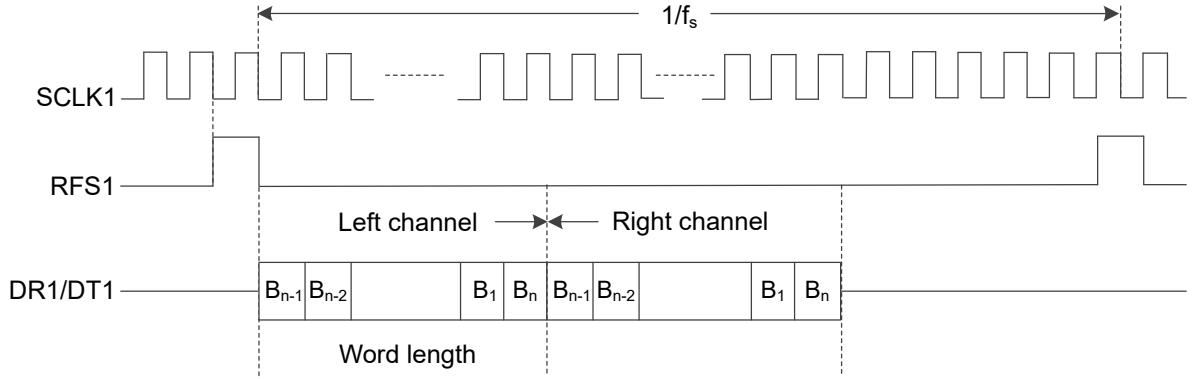 1/fs
SCLK1
RFS1
Left channel Right channel
DR1/DT1 Bn-1 Bn-2 B1 Bn Bn-1 Bn-2 B1 Bn
Word length